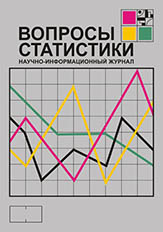 ВОПРОСЫ
СТАТИСТИКИ
НАУЧНО-ИНФОРМАЦИОННЫЙ ЖУРНАЛ